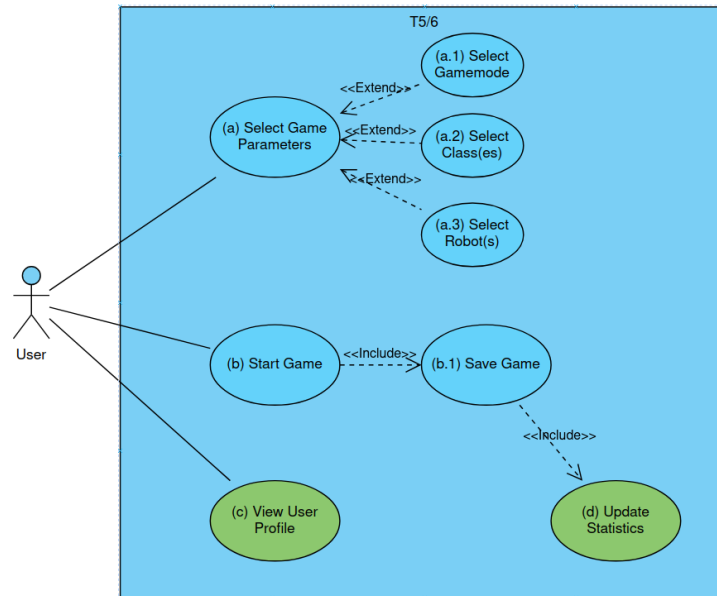 T5/6
(a.1) Select
Gamemode
<<Extend>>
(a) Select Game
Parameters
<<Extend>>
(a.2) Select
Class(es)
<<Extend>>
(a.3) Select
Robot(s)
User
(b) Start Game
<<Include>>
(b.1) Save Game
<<Include>>
(c) View User
Profile
(d) Update
Statistics